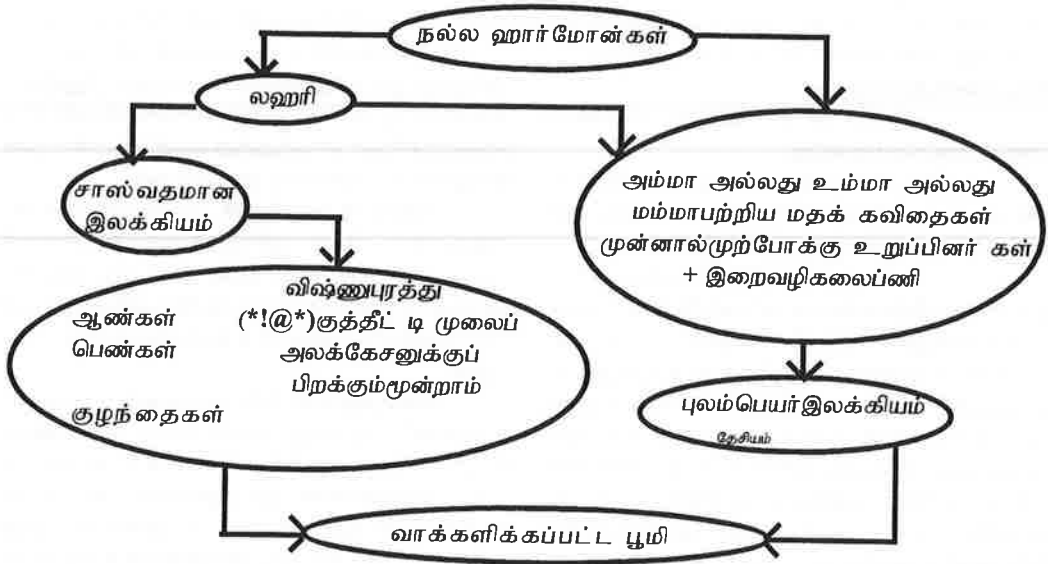 நல்ல ஹார்மோன்கள்
லஹரி
சாஸ்வதமான
இலக்கியம்
அம்மா அல்லது உம்மா அல்லது
மம்மாபற்றிய மதக் கவிதைகள்
முன்னால்முற்போக்கு உறுப்பினர் கள்
+ இறைவழிகலைப்ணி
ஆண்கள்
பெண்கள்
குழந்தைகள்
விஷ்ணுபுரத்து
(*!@*)குத்தீட் டி முலைப்
அலக்கேசனுக்குப்
பிறக்கும்மூன்றாம்
புலம்பெயர்இலக்கியம்
தேசியம்
வாக்களிக்கப்பட்ட பூமி